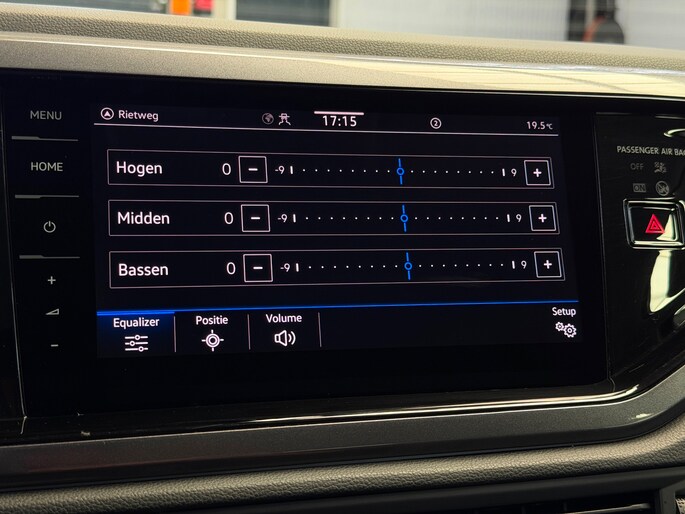 MENU
HOME
+
-
Rietweg
17:15
2
19.5°C
Hogen 0 - -9 9 +
Midden 0 - -9 9 +
Bassen 0 - -9 9 +
Equalizer
Positie
Volume
Setup
PASSENGER AIR BAG
OFF
ON